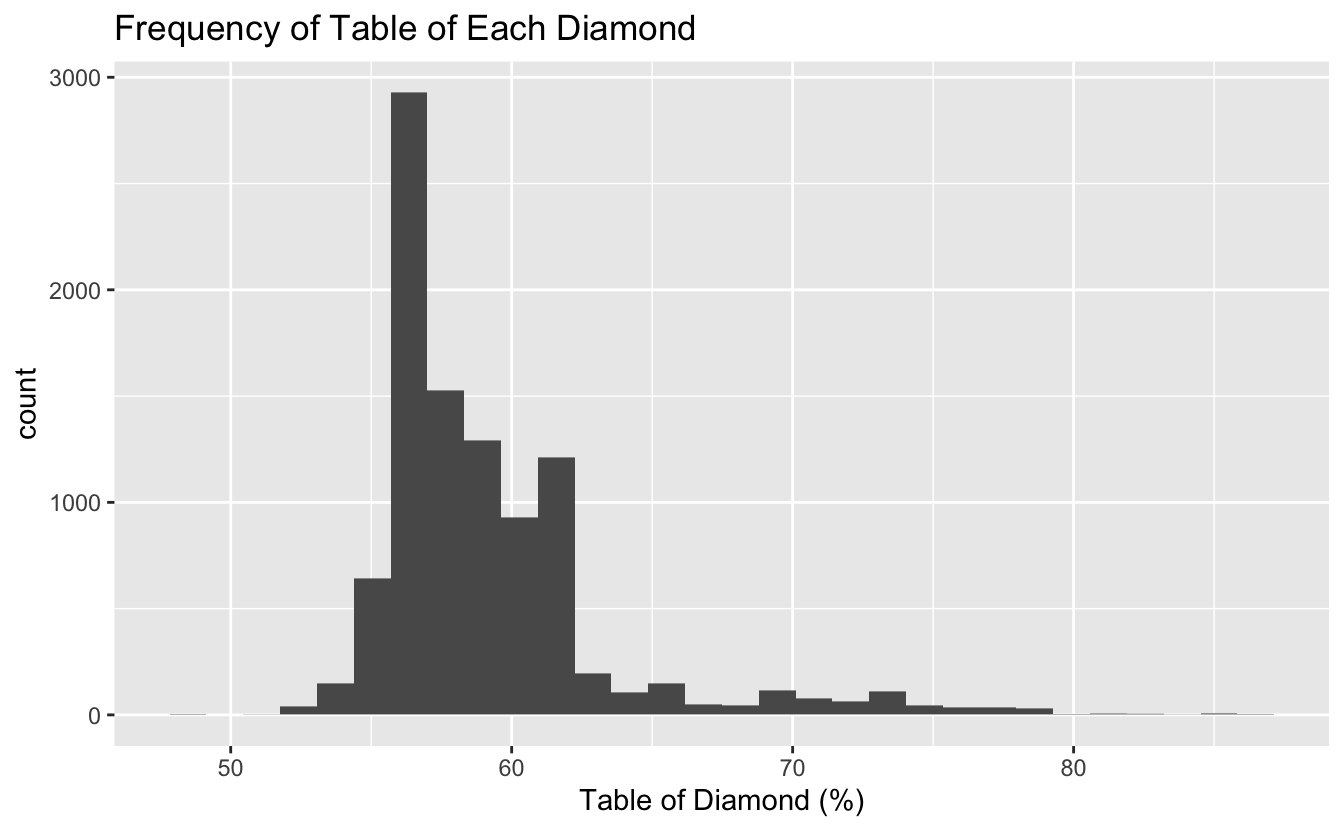 Frequency of Table of Each Diamond
3000
2000
1000
0
count
50 60 70 80
Table of Diamond (%)